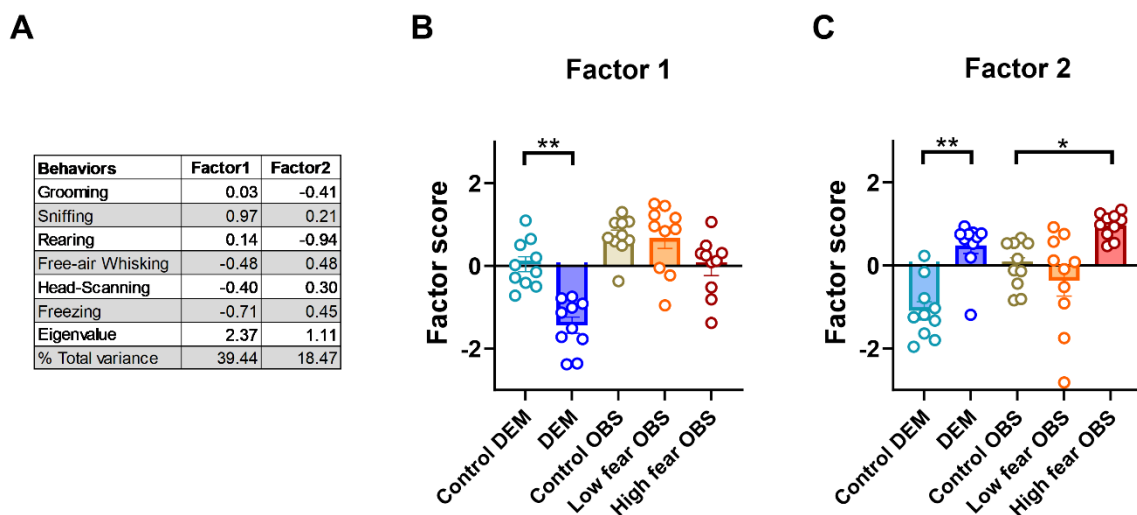 A
B
C
Factor 1
Factor 2
Behaviors Factor1 Factor2
Grooming 0.03 -0.41
Sniffing 0.97 0.21
Rearing 0.14 -0.94
Free-air Whisking -0.48 0.48
Head-Scanning -0.40 0.30
Freezing -0.71 0.45
Eigenvalue 2.37 1.11
% Total variance 39.44 18.47
**
Factor score
2
0
-2
Control DEM
DEM
Control OBS
Low fear OBS
High fear OBS
**
*
Factor score
2
0
-2
Control DEM
DEM
Control OBS
Low fear OBS
High fear OBS